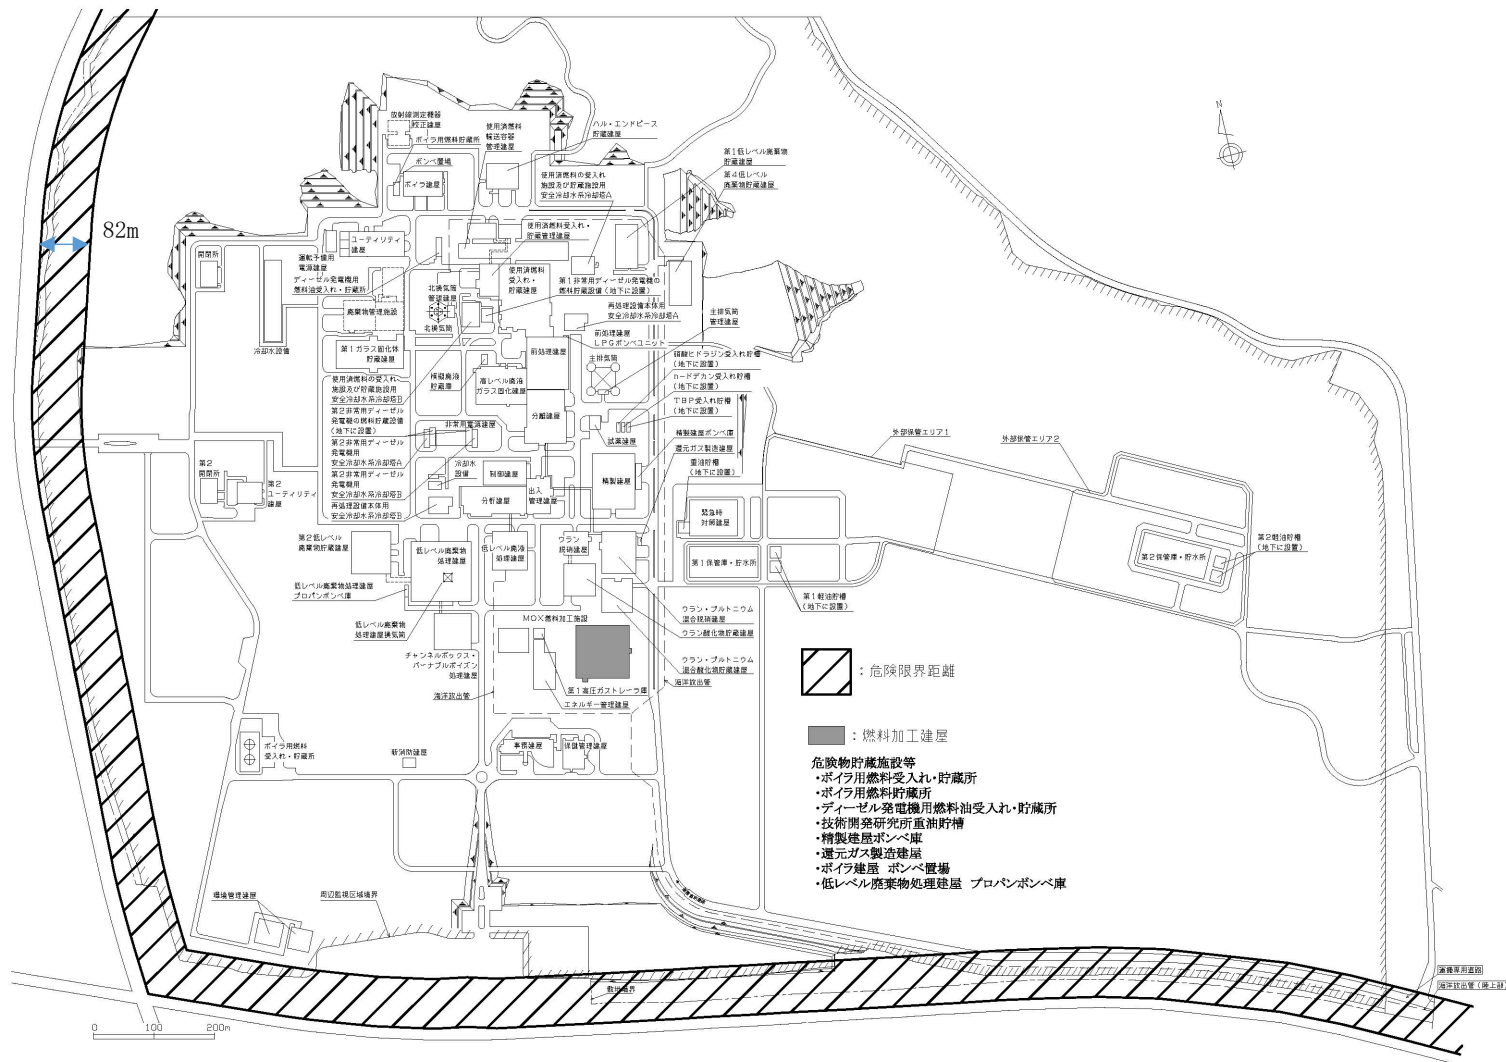 N
82m
放射線測定機器
校正建屋
ボイラ用燃料貯蔵所
ボンベ置場
ボイラ建屋
使用済燃料
輸送容器
管理建屋
ハル・エンドピース
貯蔵建屋
使用済燃料の受入れ
施設及び貯蔵施設用
安全冷却水系冷却塔A
第1低レベル廃棄物
貯蔵建屋
第4低レベル
廃棄物貯蔵建屋
開閉所
運転予備用
電源建屋
ユーティリティ
建屋
ディーゼル発電機用
燃料油受入れ・貯蔵所
廃棄物管理施設
使用済燃料受入れ・
貯蔵管理建屋
使用済燃料
受入れ・
貯蔵建屋
北換気筒
管理建屋
北換気筒
第1非常用ディーゼル発電機の
燃料貯蔵設備(地下に設置)
再処理設備本体用
安全冷却水系冷却塔A
主排気筒
管理建屋
冷却水設備
第1ガラス固化体
貯蔵建屋
前処理建屋
LPGボンベユニット
前処理建屋
主排気筒
硝酸ヒドラジン受入れ貯槽
(地下に設置)
n-ドデカン受入れ貯槽
(地下に設置)
TBP受入れ貯槽
(地下に設置)
使用済燃料の受入れ
施設及び貯蔵施設用
安全冷却水系冷却塔B
模擬廃液
貯蔵庫
高レベル廃液
ガラス固化建屋
第2非常用ディーゼル
発電機の燃料貯蔵設備
(地下に設置)
非常用電源建屋
分離建屋
試薬建屋
精製建屋ボンベ庫
還元ガス製造建屋
重油貯槽
(地下に設置)
外部保管エリア1
外部保管エリア2
第2非常用ディーゼル
発電機用
安全冷却水系冷却塔A
第2
開閉所
第2
ユーティリティ
建屋
第2非常用ディーゼル
発電機用
安全冷却水系冷却塔B
冷却水
設備
制御建屋
再処理設備本体用
安全冷却水系冷却塔B
分析建屋
出入
管理建屋
精製建屋
緊急時
対策建屋
第1保管庫・貯水所
第2保管庫・貯水所
第2軽油貯槽
(地下に設置)
第1軽油貯槽
(地下に設置)
第2低レベル
廃棄物貯蔵建屋
低レベル廃棄物
処理建屋
低レベル廃液
処理建屋
ウラン
脱硝建屋
低レベル廃棄物処理建屋
プロパンボンベ庫
低レベル廃棄物
処理建屋換気筒
MOX燃料加工施設
ウラン・プルトニウム
混合脱硝建屋
ウラン酸化物貯蔵建屋
チャンネルボックス・
バーナブルポイズン
処理建屋
ウラン・プルトニウム
混合酸化物貯蔵建屋
海洋放出管
海洋放出管
第1高圧ガストレーラ庫
エネルギー管理建屋
ボイラ用燃料
受入れ・貯蔵所
新消防建屋
事務建屋
保健管理建屋
:危険限界距離
:燃料加工建屋
危険物貯蔵施設等
・ボイラ用燃料受入れ・貯蔵所
・ボイラ用燃料貯蔵所
・ディーゼル発電機用燃料油受入れ・貯蔵所
・技術開発研究所重油貯槽
・精製建屋ボンベ庫
・還元ガス製造建屋
・ボイラ建屋 ボンベ置場
・低レベル廃棄物処理建屋 プロパンボンベ庫
環境管理建屋
周辺監視区域境界
敷地境界
運搬専用道路
海洋放出管(陸上部)
0 100 200m